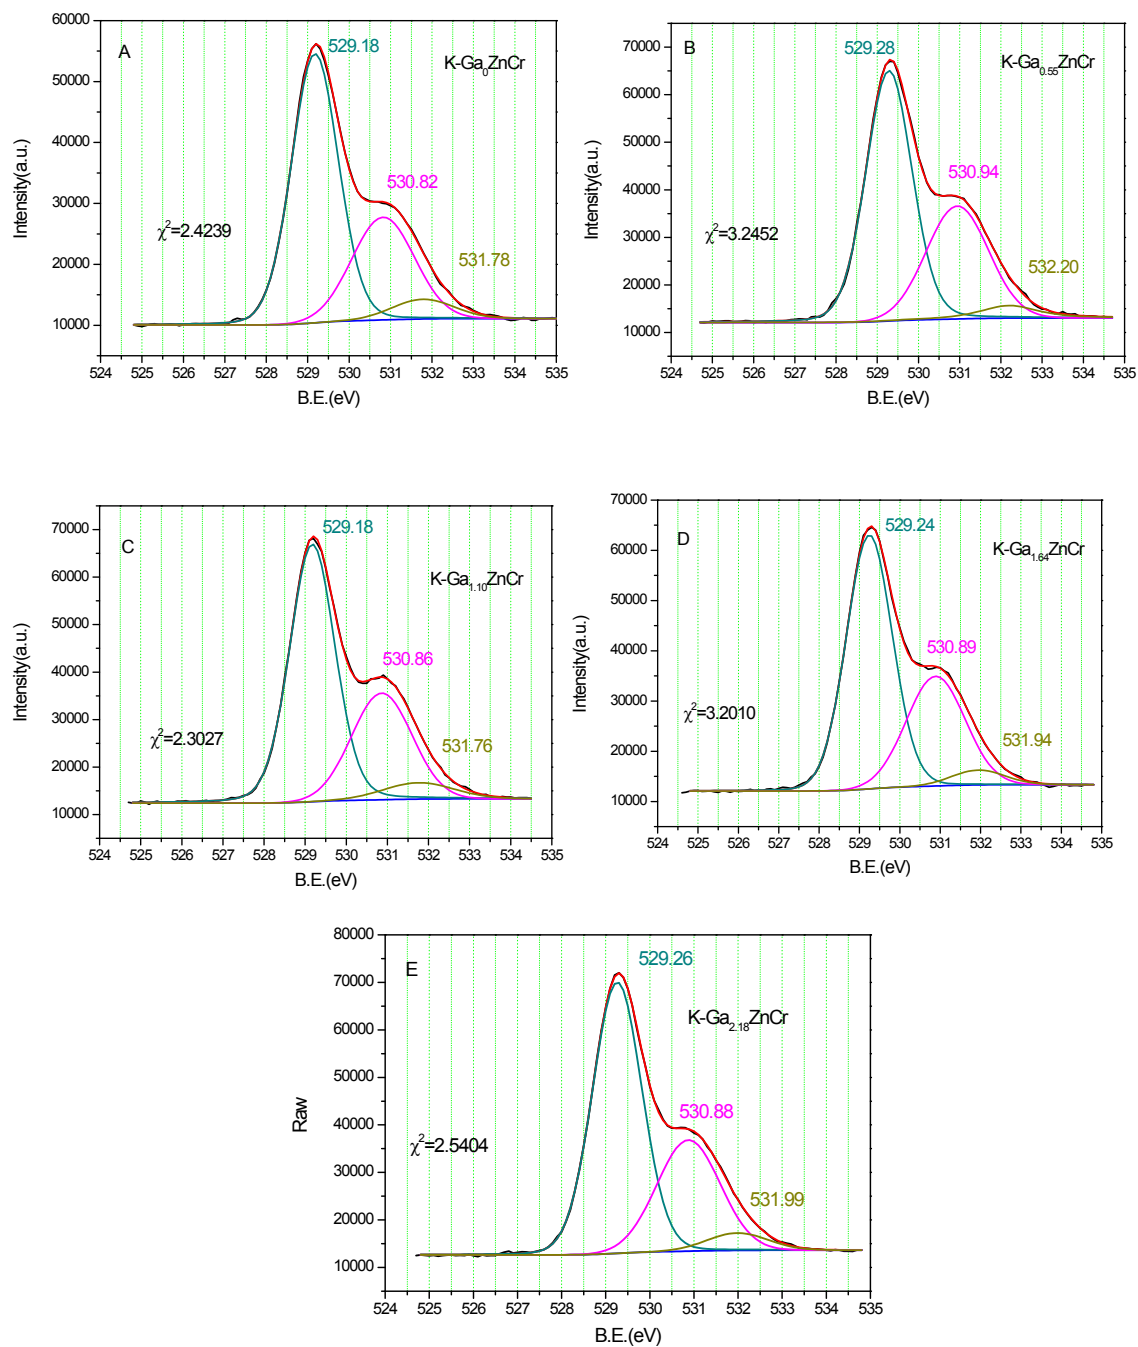 A
529.18
K-Ga0ZnCr
530.82
χ2=2.4239
531.78
60000
50000
40000
30000
20000
10000
Intensity(a.u.)
524 525 526 527 528 529 530 531 532 533 534 535
B.E.(eV)
B
529.28
K-Ga0.55ZnCr
530.94
χ2=3.2452
532.20
70000
60000
50000
40000
30000
20000
10000
Intensity(a.u.)
524 525 526 527 528 529 530 531 532 533 534 535
B.E.(eV)
C
529.18
K-Ga1.10ZnCr
530.86
χ2=2.3027
531.76
70000
60000
50000
40000
30000
20000
10000
Intensity(a.u.)
524 525 526 527 528 529 530 531 532 533 534 535
B.E.(eV)
D
529.24
K-Ga1.64ZnCr
530.89
χ2=3.2010
531.94
70000
60000
50000
40000
30000
20000
10000
Intensity(a.u.)
524 525 526 527 528 529 530 531 532 533 534 535
B.E.(eV)
E
529.26
K-Ga2.18ZnCr
530.88
χ2=2.5404
531.99
80000
70000
60000
50000
40000
30000
20000
10000
Raw
524 525 526 527 528 529 530 531 532 533 534 535
B.E.(eV)